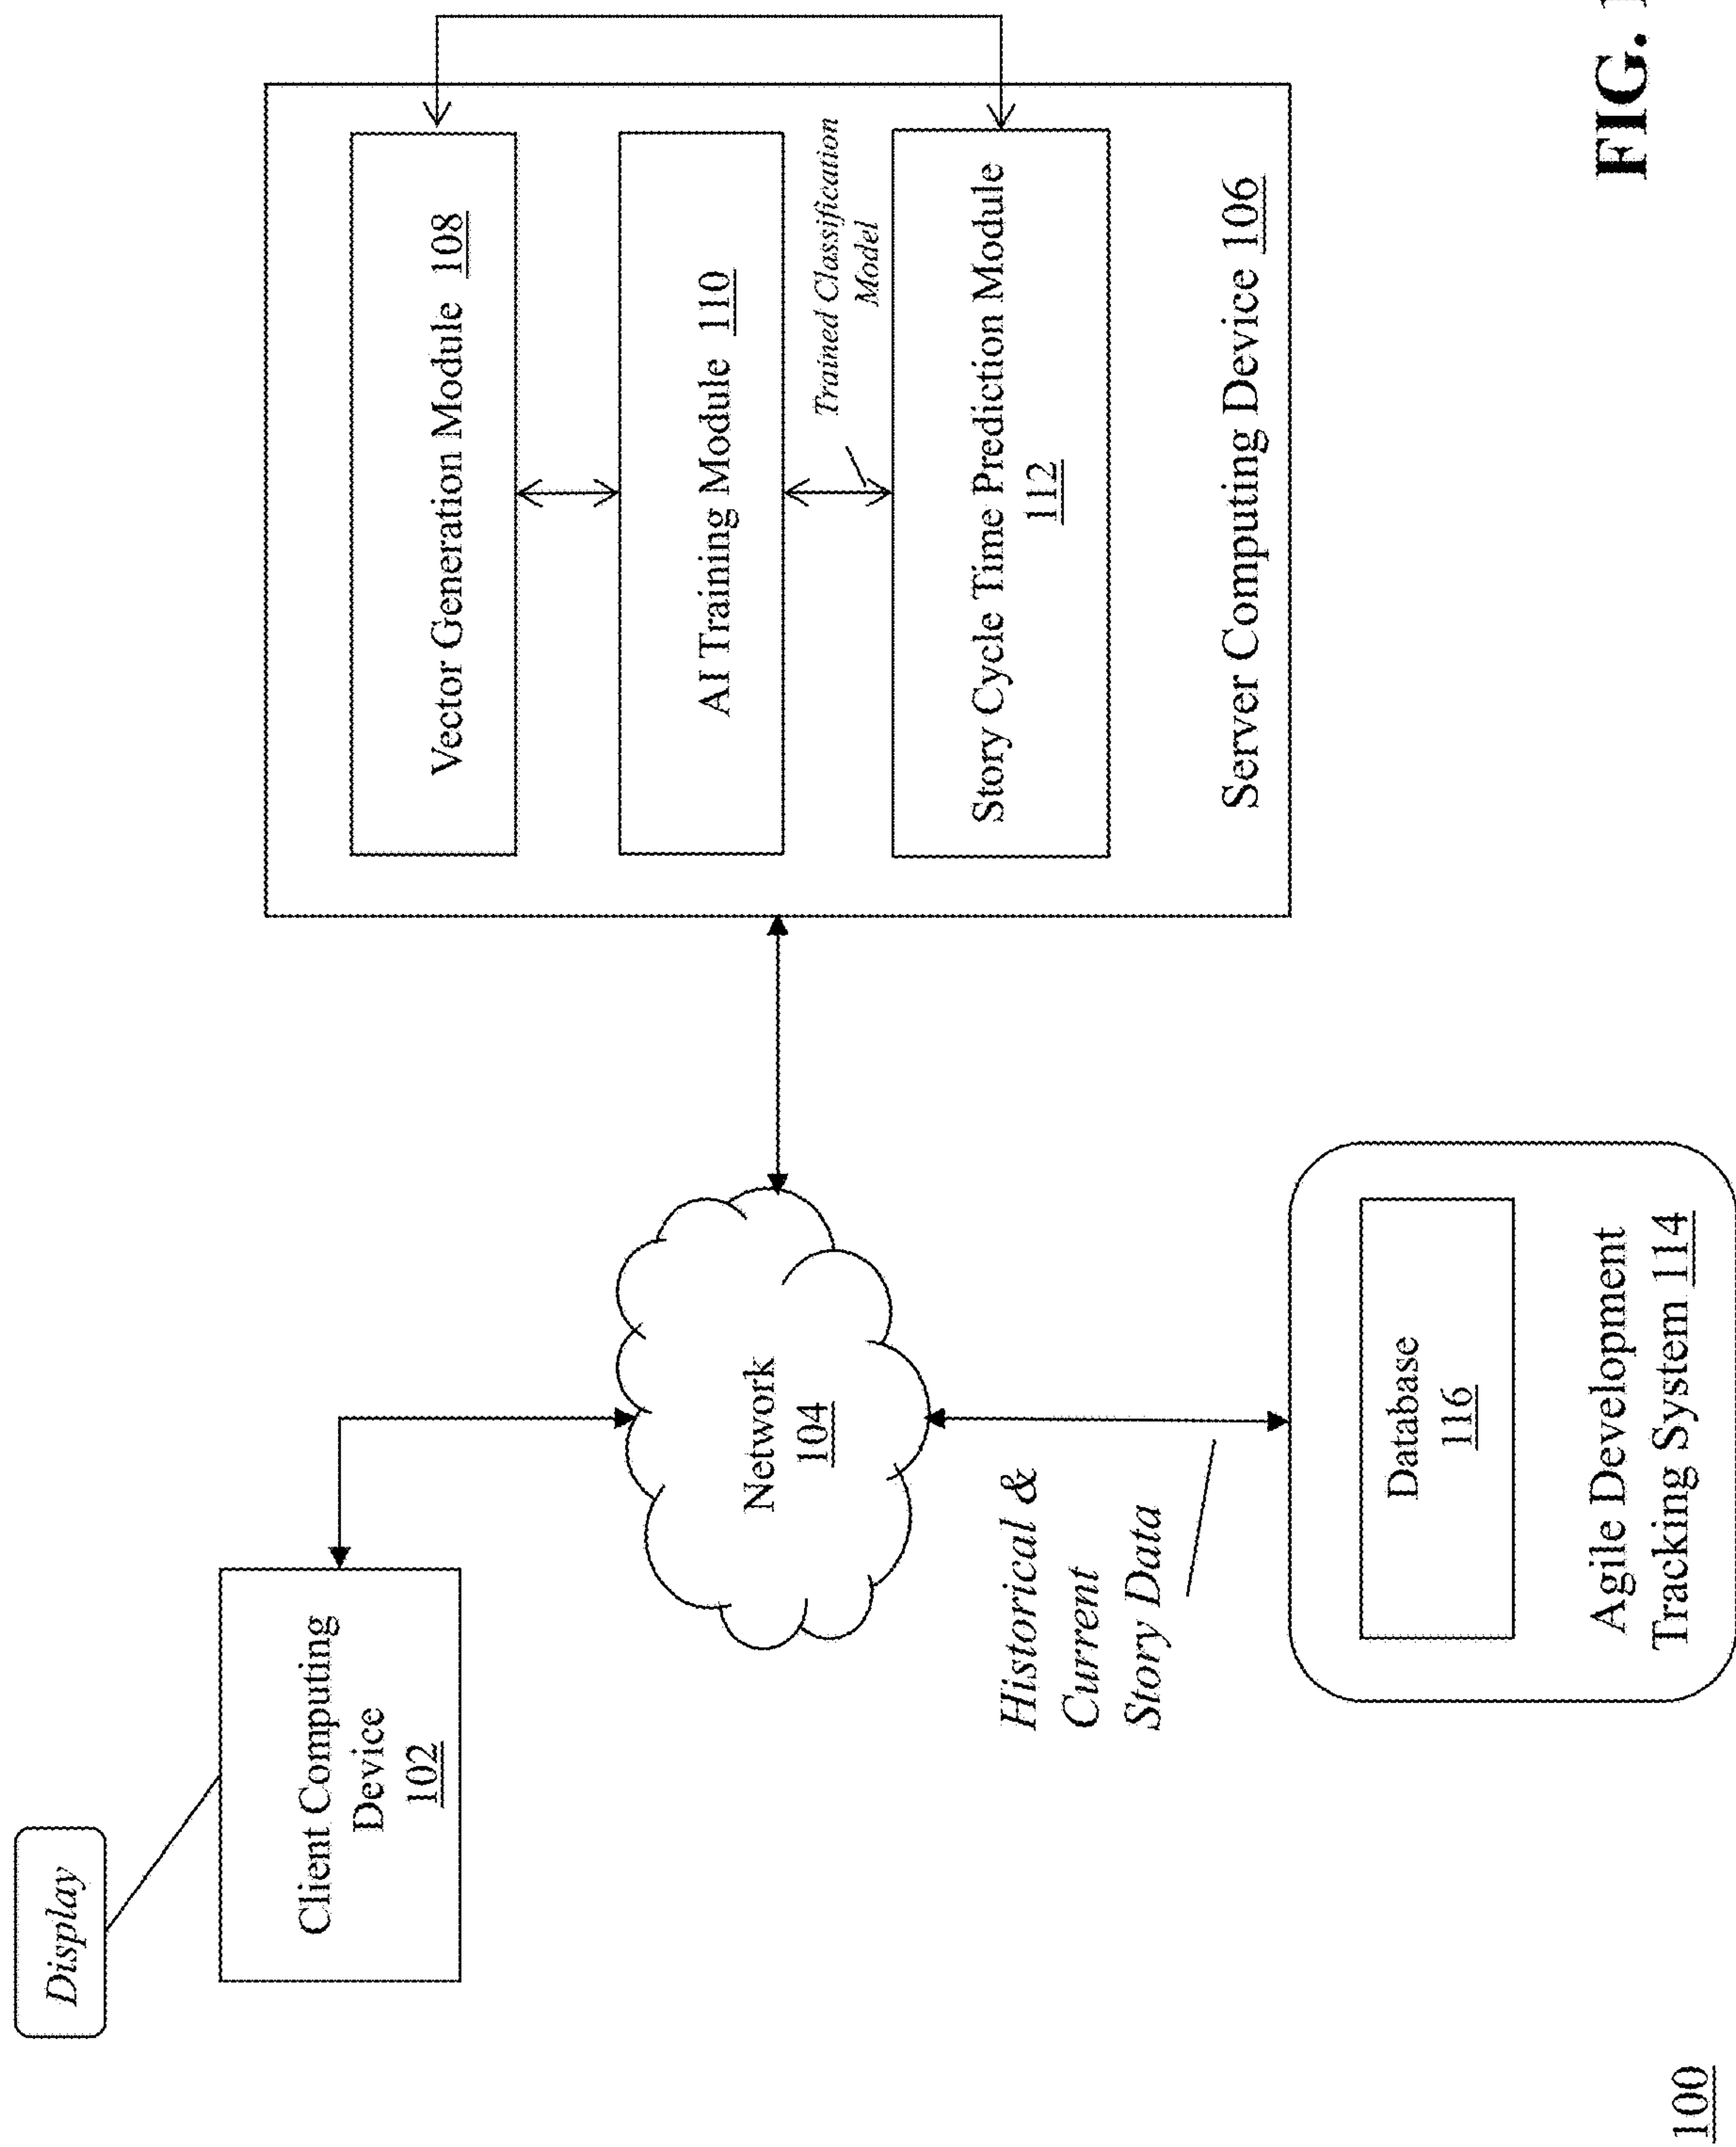 Display
Client Computing
Device
102
Network
104
Historical &
Current
Story Data
Database
116
Agile Development
Tracking System 114
Vector Generation Module 108
AI Training Module 110
Trained Classification
Model
Story Cycle Time Prediction Module
112
Server Computing Device 106
100
FIG. 1